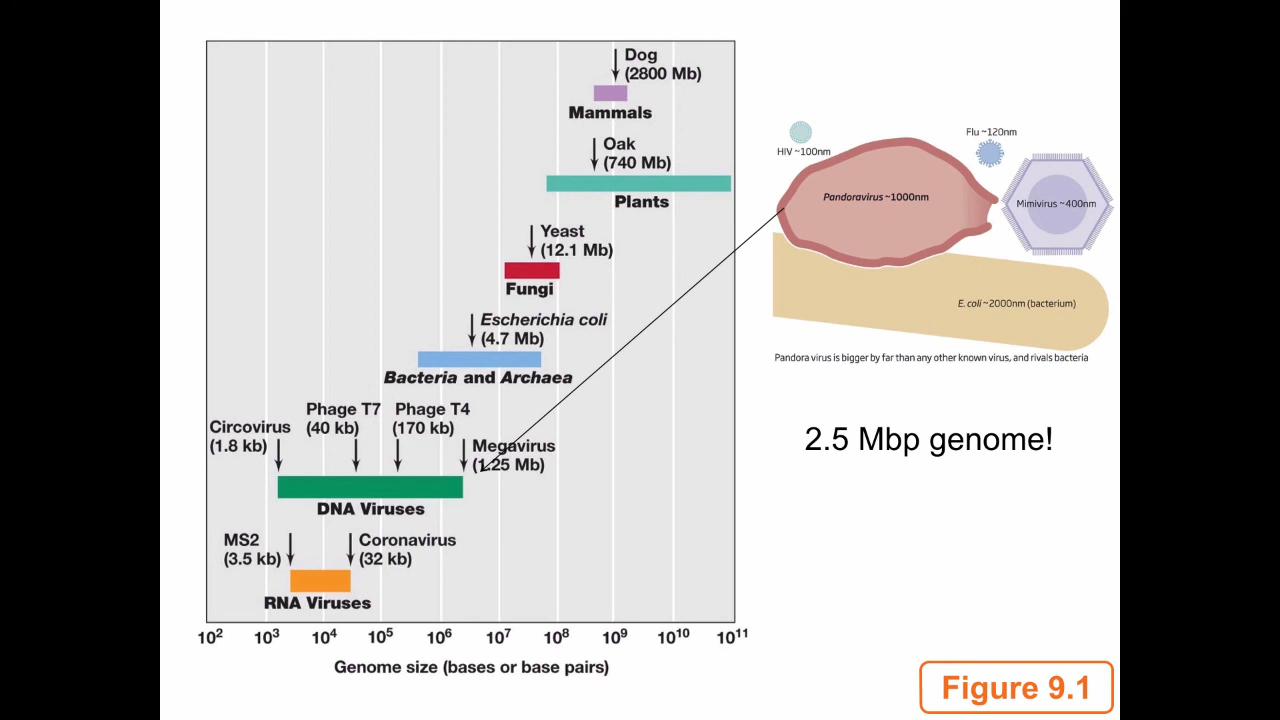 Dog
(2800 Mb)
Mammals
Oak
(740 Mb)
Plants
Yeast
(12.1 Mb)
Fungi
Escherichia coli
(4.7 Mb)
Bacteria and Archaea
Phage T7
(40 kb)
Phage T4
(170 kb)
Circovirus
(1.8 kb)
Megavirus
(1.25 Mb)
DNA Viruses
MS2
(3.5 kb)
Coronavirus
(32 kb)
RNA Viruses
10² 10³ 10⁴ 10⁵ 10⁶ 10⁷ 10⁸ 10⁹ 10¹⁰ 10¹¹
Genome size (bases or base pairs)
HIV ~100nm
Flu ~120nm
Pandoravirus ~1000nm
Mimivirus ~400nm
E. coli ~2000nm (bacterium)
Pandora virus is bigger by far than any other known virus, and rivals bacteria
2.5 Mbp genome!
Figure 9.1